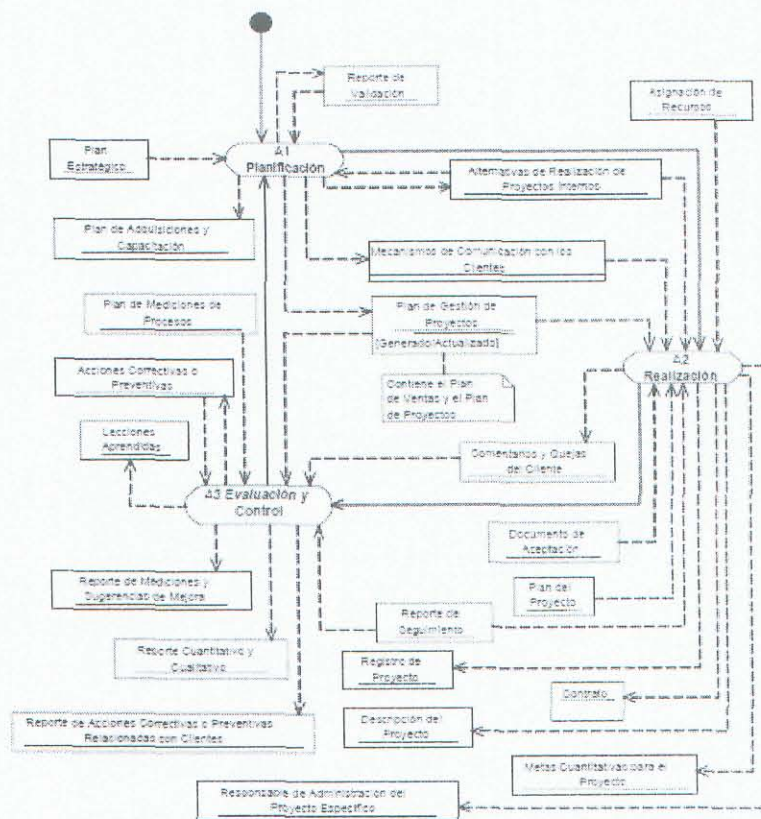 Reporte de
Validación
Asignación de
Recursos
Plan
Estratégico
A1
Planificación
Alternativas de Realización de
Proyectos Internos
Plan de Adquisiciones y
Capacitación
Mecanismos de Comunicación con los
Clientes
Plan de Mediciones de
Procesos
Plan de Gestión de
Proyectos
[Generado/Actualizado]
Acciones Correctivas o
Preventivas
A2
Realización
Contiene el Plan
de Ventas y el Plan
de Proyectos
Lecciones
Aprendidas
Comentarios y Quejas
del Cliente
A3 Evaluación y
Control
Documento de
Aceptación
Reporte de Mediciones y
Sugerencias de Mejora
Plan del
Proyecto
Reporte de
Seguimiento
Reporte Cuantitativo y
Cualitativo
Registro de
Proyecto
Contrato
Reporte de Acciones Correctivas o Preventivas
Relacionadas con Clientes
Descripción del
Proyecto
Metas Cuantitativas para el
Proyecto
Responsable de Administración del
Proyecto Específico